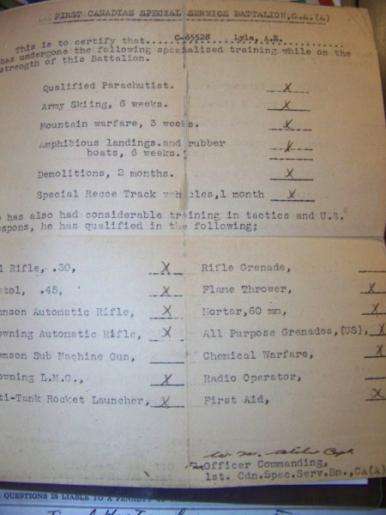 FIRST CANADIAN SPECIAL SERVICE BATTALION, C.A.(A)
This is to certify that.....C-65528 Lyle, A.E.
has undergone the following specialized training while on the
strength of this Battalion.
Qualified Parachutist. X
Army Skiing, 6 weeks. X
Mountain warfare, 3 weeks. X
Amphibious landings.and rubber
boats, 6 weeks. X
Demolitions, 2 months. X
Special Recce Track vehicles,1 month X
e has also had considerable training in tactics and U.S.
eapons, he has qualified in the following;
Rifle, .30, X Rifle Grenade,
tol, .45, X Flame Thrower, X
nson Automatic Rifle, X Mortar,60 mm, X
owning Automatic Rifle, X All Purpose Grenades,(US), X
mson Sub Machine Gun, Chemical Warfare, X
owning L.M.G., X Radio Operator,
ti-Tank Rocket Launcher, X First Aid, X
Officer Commanding,
1st. Cdn.Spec.Serv.Bn.,CA(A)
QUESTIONS IS LIABLE TO A PENALTY